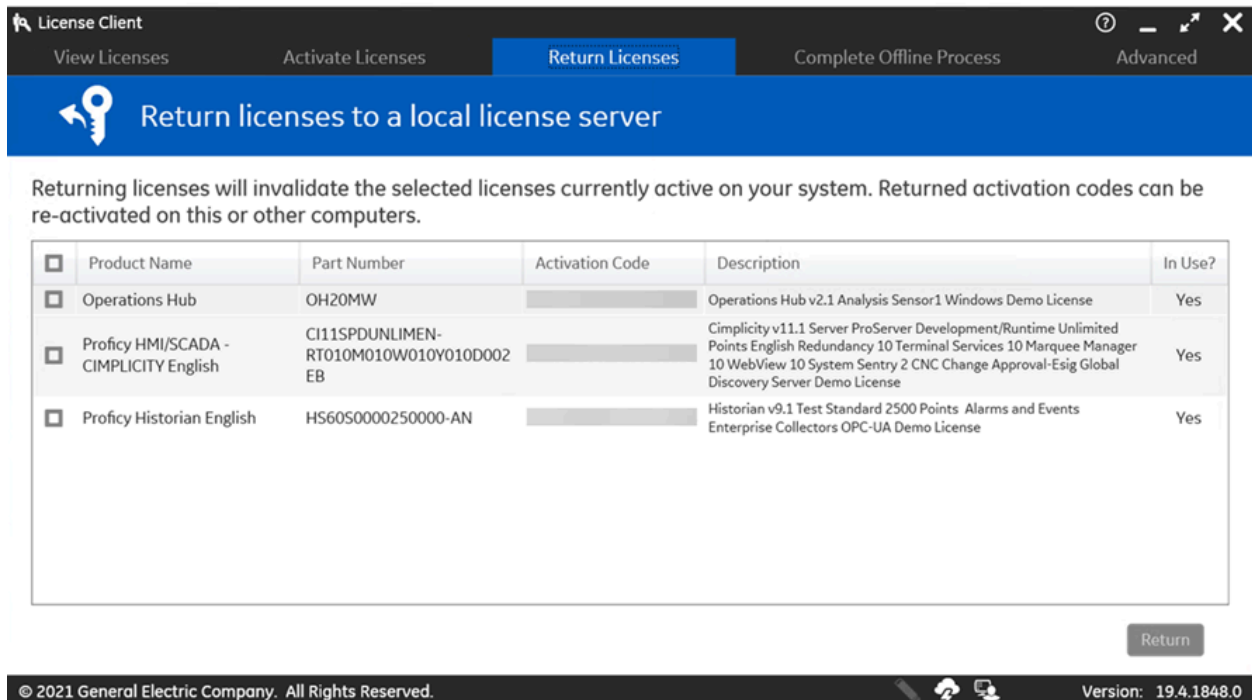 License Client
View Licenses Activate Licenses Return Licenses Complete Offline Process Advanced
Return licenses to a local license server
Returning licenses will invalidate the selected licenses currently active on your system. Returned activation codes can be
re-activated on this or other computers.
Product Name Part Number Activation Code Description In Use?
Operations Hub OH20MW Operations Hub v2.1 Analysis Sensor1 Windows Demo License Yes
Proficy HMI/SCADA -
CIMPLICITY English
CI11SPDUNLIMEN-
RT010M010W010Y010D002
EB
Cimplicity v11.1 Server ProServer Development/Runtime Unlimited
Points English Redundancy 10 Terminal Services 10 Marquee Manager
10 WebView 10 System Sentry 2 CNC Change Approval-Esig Global
Discovery Server Demo License
Yes
Proficy Historian English HS60S0000250000-AN
Historian v9.1 Test Standard 2500 Points Alarms and Events
Enterprise Collectors OPC-UA Demo License
Yes
Return
© 2021 General Electric Company. All Rights Reserved. Version: 19.4.1848.0